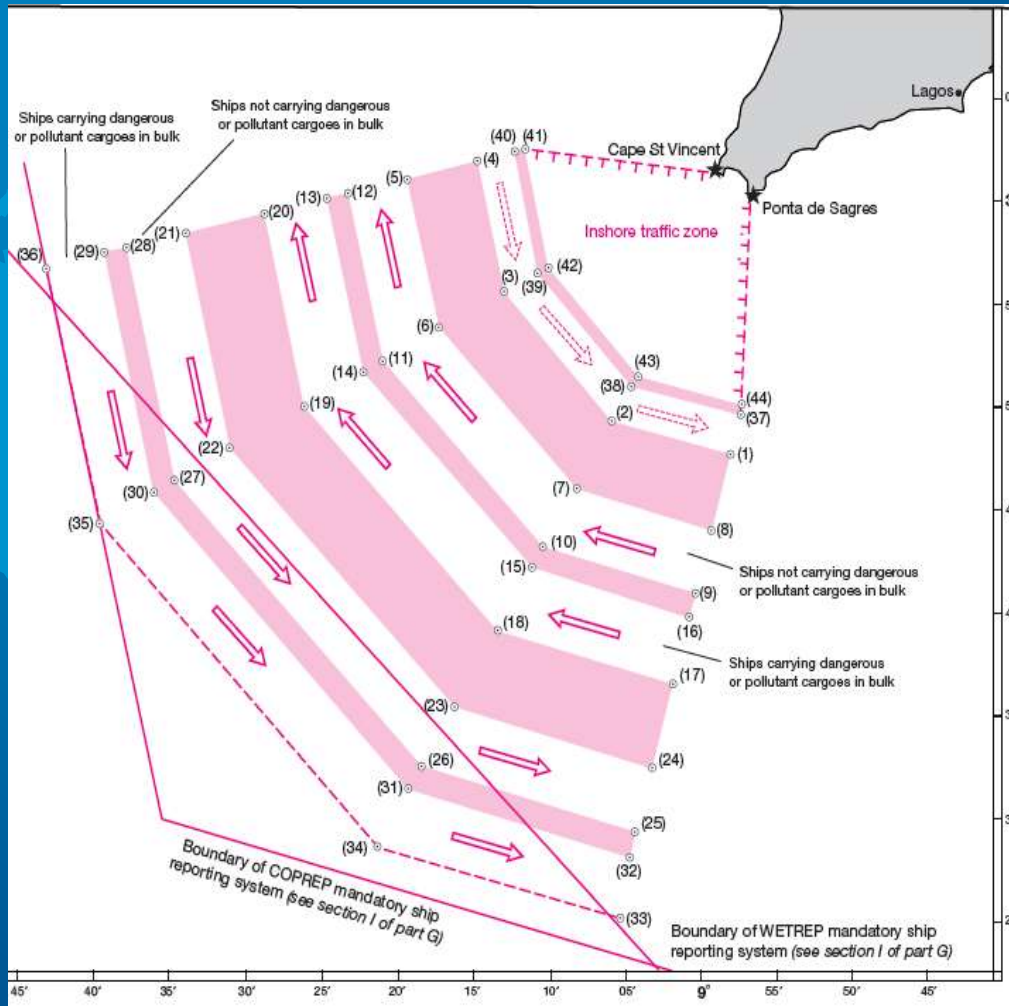 Lagos
Ships not carrying dangerous
or pollutant cargoes in bulk
Ships carrying dangerous
or pollutant cargoes in bulk
(40) (41)
Cape St Vincent
(4)
(5)
(12)
(13)
Ponta de Sagres
(20)
(21)
Inshore traffic zone
(28)
(29)
(36)
(42)
(3)
(39)
(6)
(11)
(14)
(43)
(38)
(19)
(44)
(37)
(2)
(22)
(1)
(27)
(30)
(7)
(35)
(8)
(10)
(15)
Ships not carrying dangerous
or pollutant cargoes in bulk
(9)
(16)
(18)
Ships carrying dangerous
or pollutant cargoes in bulk
(17)
(23)
(26)
(24)
(31)
(25)
(34)
(32)
Boundary of COPREP mandatory ship
reporting system (see section I of part G)
(33)
Boundary of WETREP mandatory ship
reporting system (see section I of part G)
45' 40' 35' 30' 25' 20' 15' 10' 05' 9° 55' 50' 45'